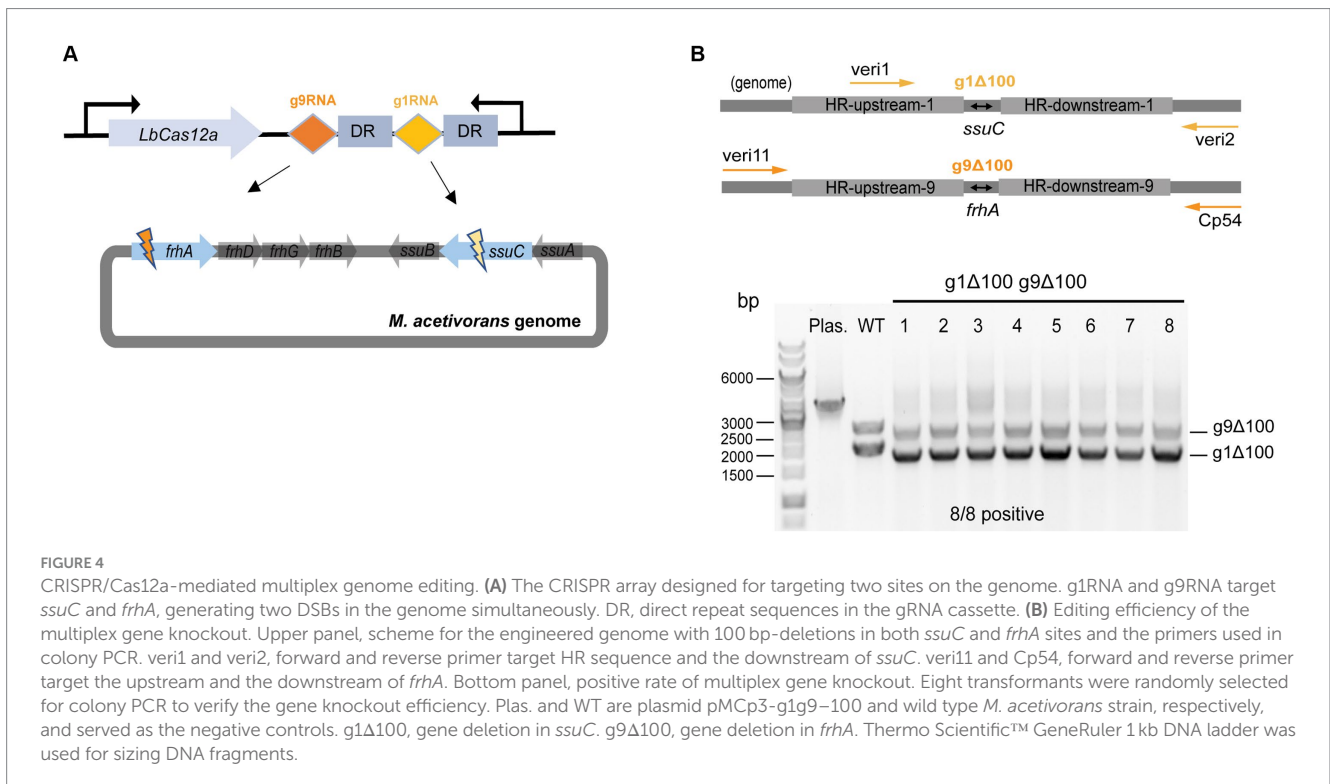 A
g9RNA
g1RNA
LbCas12a
DR
DR
frhA
frhD
frhG
frhB
ssuB
ssuC
ssuA
M. acetivorans genome
B
(genome)
veri1
g1Δ100
HR-upstream-1
HR-downstream-1
ssuC
veri2
veri11
g9Δ100
HR-upstream-9
HR-downstream-9
frhA
Cp54
g1Δ100 g9Δ100
bp
Plas. WT 1 2 3 4 5 6 7 8
6000
3000
2500
2000
1500
g9Δ100
g1Δ100
8/8 positive
FIGURE 4
CRISPR/Cas12a-mediated multiplex genome editing. (A) The CRISPR array designed for targeting two sites on the genome. g1RNA and g9RNA target
ssuC and frhA, generating two DSBs in the genome simultaneously. DR, direct repeat sequences in the gRNA cassette. (B) Editing efficiency of the
multiplex gene knockout. Upper panel, scheme for the engineered genome with 100 bp-deletions in both ssuC and frhA sites and the primers used in
colony PCR. veri1 and veri2, forward and reverse primer target HR sequence and the downstream of ssuC. veri11 and Cp54, forward and reverse primer
target the upstream and the downstream of frhA. Bottom panel, positive rate of multiplex gene knockout. Eight transformants were randomly selected
for colony PCR to verify the gene knockout efficiency. Plas. and WT are plasmid pMCp3-g1g9–100 and wild type M. acetivorans strain, respectively,
and served as the negative controls. g1Δ100, gene deletion in ssuC. g9Δ100, gene deletion in frhA. Thermo Scientific™ GeneRuler 1 kb DNA ladder was
used for sizing DNA fragments.